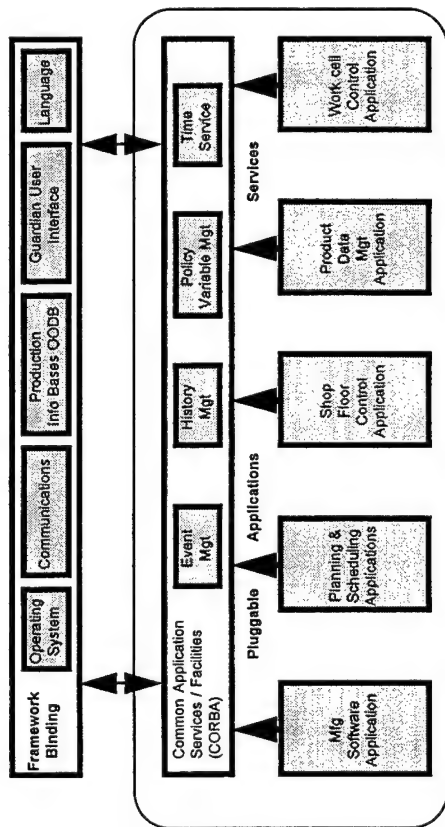 Framework
Binding
Operating
System
Communications
Production
Info Bases OODB
Guardian User
Interface
Language
Common Application
Services / Facilities
(CORBA)
Event
Mgt
History
Mgt
Policy
Variable Mgt
Time
Service
Pluggable Applications Services
Mfg
Software
Application
Planning &
Scheduling
Applications
Shop
Floor
Control
Application
Product
Data
Mgt
Application
Work cell
Control
Application